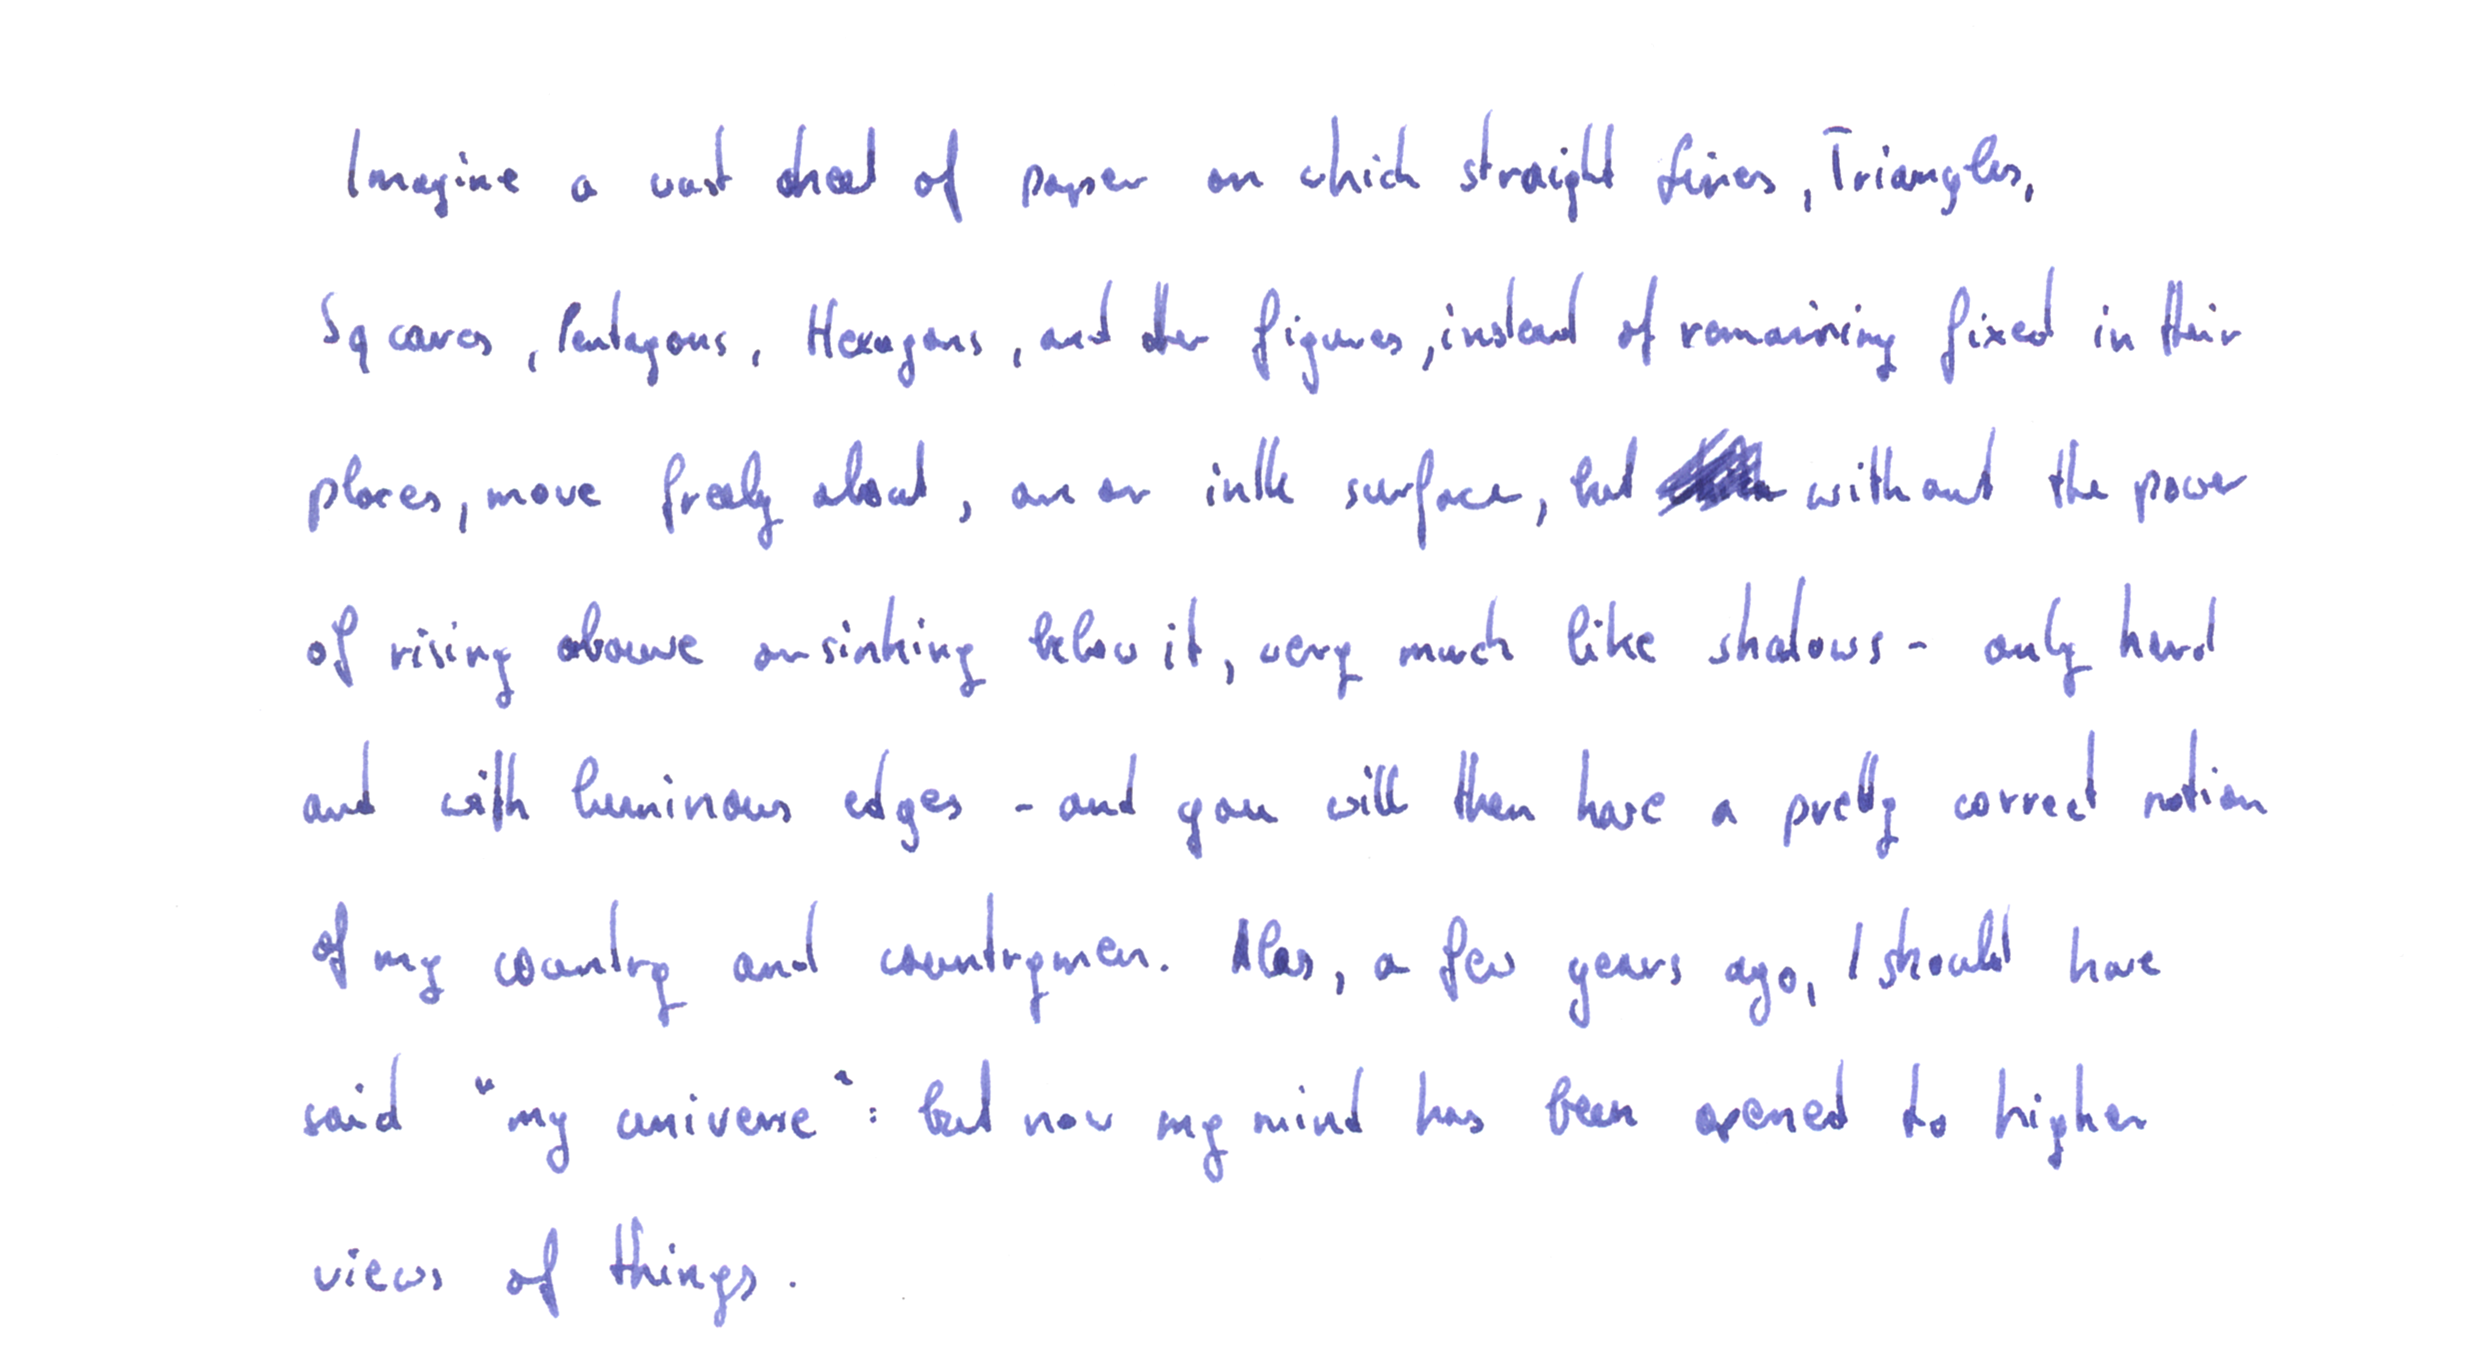 Imagine a vast sheet of paper on which straight lines, Triangles,
Squares, Pentagons, Hexagons, and other figures, instead of remaining fixed in their
places, move freely about, on or in the surface, but without the power
of rising above or sinking below it, very much like shadows - only hard
and with luminous edges - and you will then have a pretty correct notion
of my country and countrymen. Alas, a few years ago, I should have
said "my universe": but now my mind has been opened to higher
views of things.